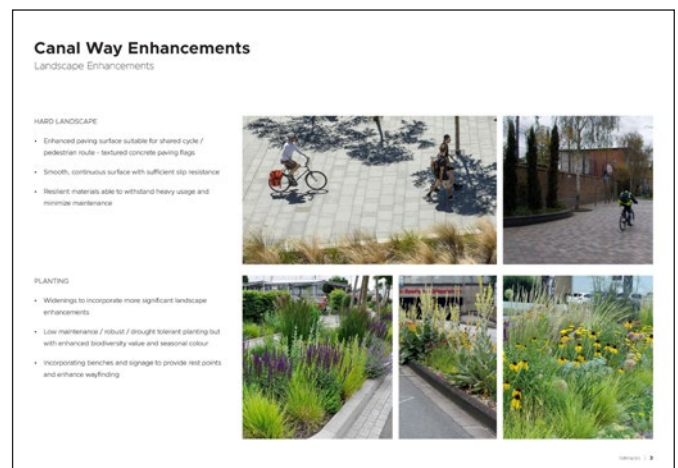 Canal Way Enhancements
Landscape Enhancements
HARD LANDSCAPE
• Enhanced paving surface suitable for shared cycle /
pedestrian route - textured concrete paving flags
• Smooth, continuous surface with sufficient slip resistance
• Resilient materials able to withstand heavy usage and
minimize maintenance
PLANTING
• Widenings to incorporate more significant landscape
enhancements
• Low maintenance / robust / drought tolerant planting but
with enhanced biodiversity value and seasonal colour
• Incorporating benches and signage to provide rest points
and enhance wayfinding
3